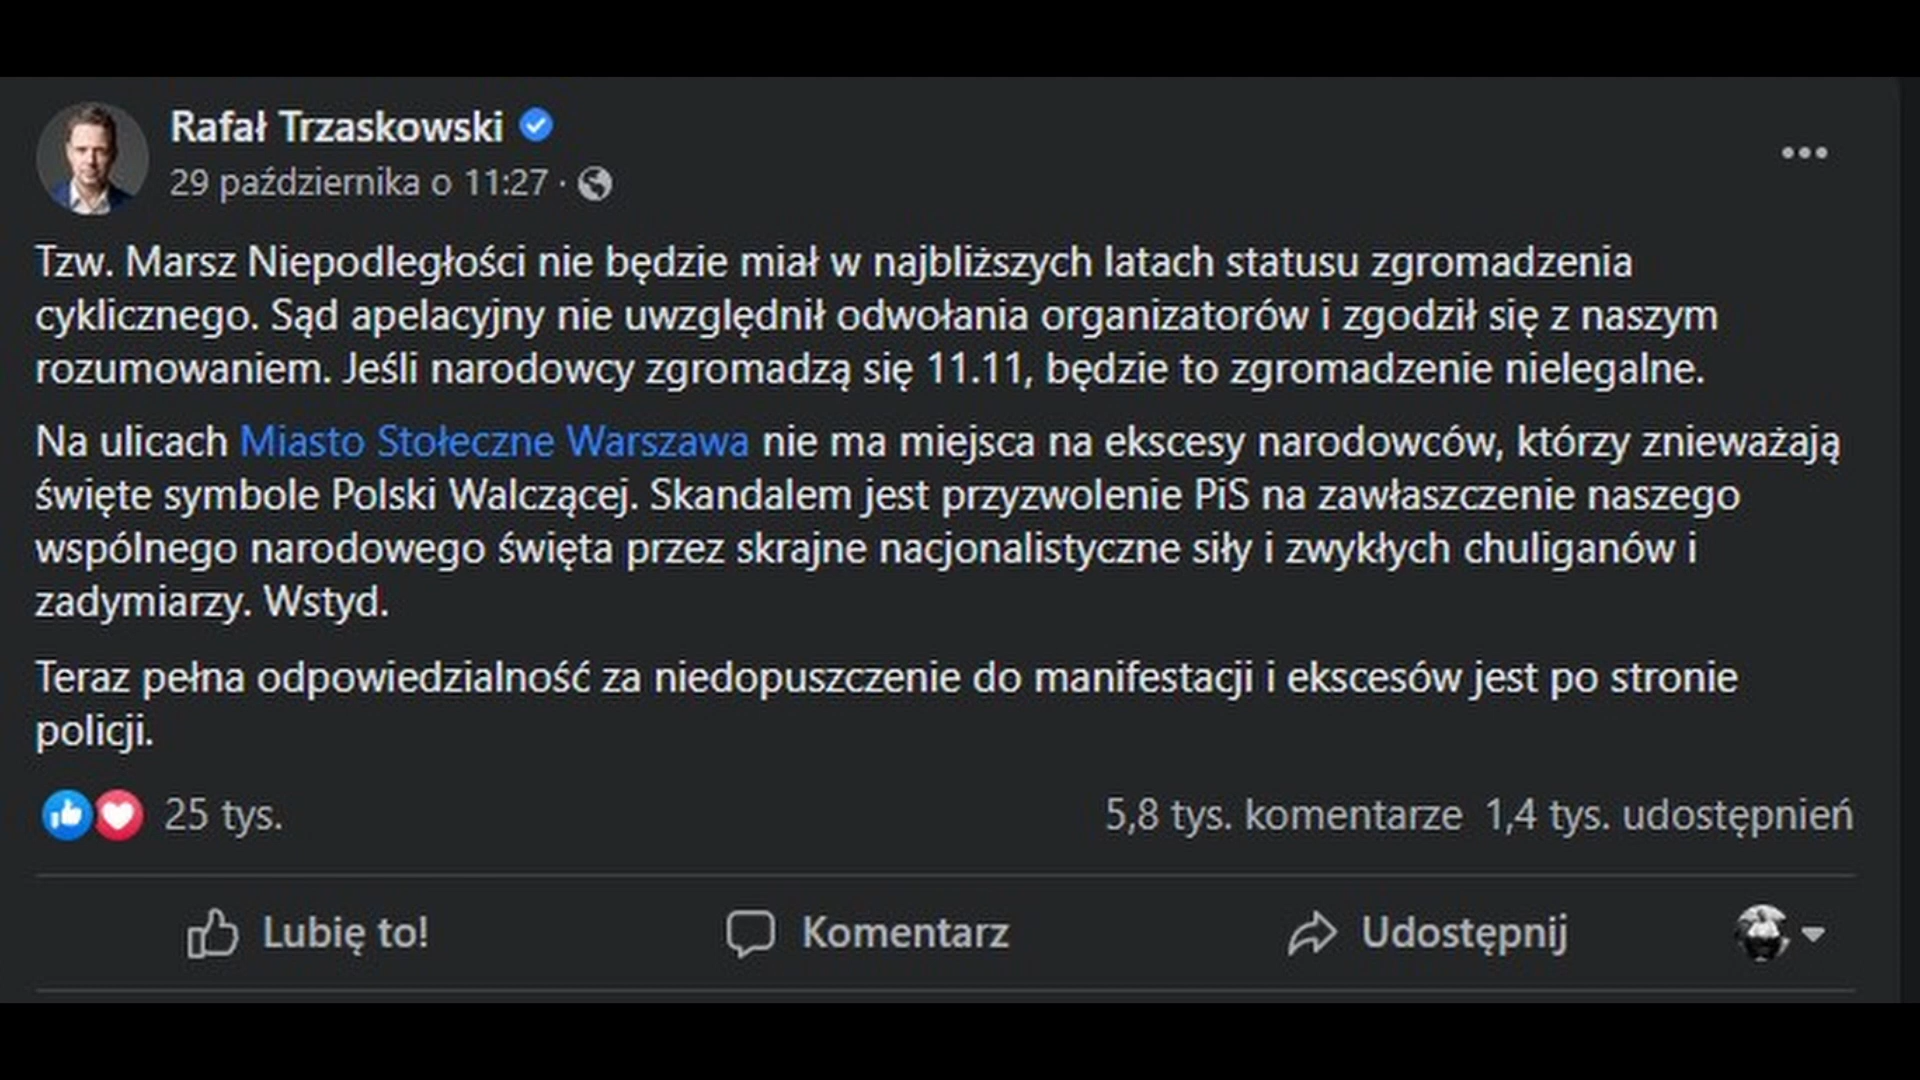 Rafał Trzaskowski
29 października o 11:27 ·
Tzw. Marsz Niepodległości nie będzie miał w najbliższych latach statusu zgromadzenia
cyklicznego. Sąd apelacyjny nie uwzględnił odwołania organizatorów i zgodził się z naszym
rozumowaniem. Jeśli narodowcy zgromadzą się 11.11, będzie to zgromadzenie nielegalne.
Na ulicach Miasto Stołeczne Warszawa nie ma miejsca na ekscesy narodowców, którzy znieważają
święte symbole Polski Walczącej. Skandalem jest przyzwolenie PiS na zawłaszczenie naszego
wspólnego narodowego święta przez skrajne nacjonalistyczne siły i zwykłych chuliganów i
zadymiarzy. Wstyd.
Teraz pełna odpowiedzialność za niedopuszczenie do manifestacji i ekscesów jest po stronie
policji.
25 tys. 5,8 tys. komentarze 1,4 tys. udostępnień
Lubię to! Komentarz Udostępnij